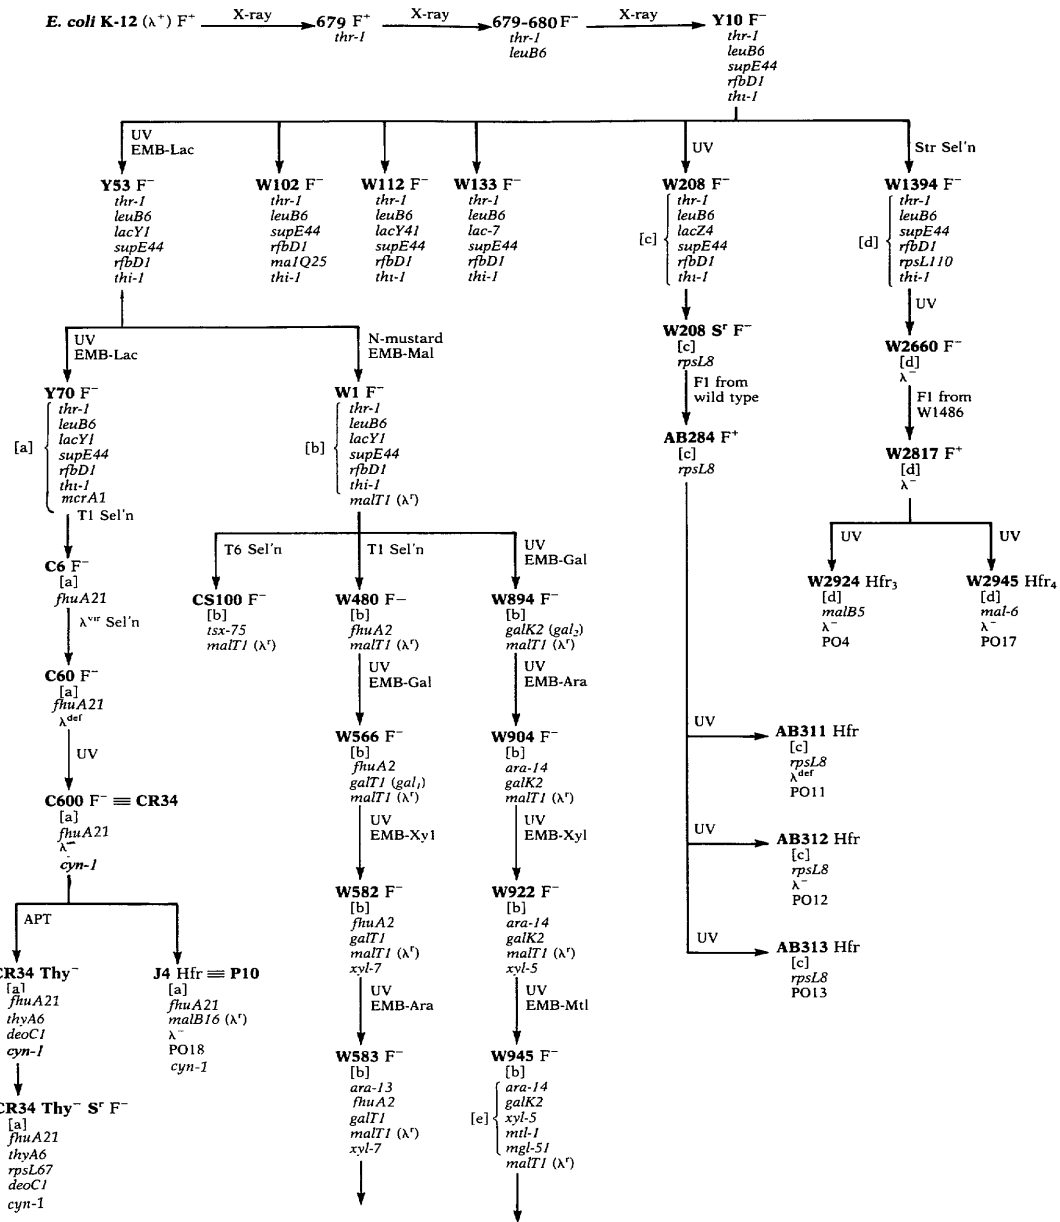 E. coli K-12 (λ⁺) F⁺
X-ray
679 F⁺
thr-1
X-ray
679-680 F⁻
thr-1
leuB6
X-ray
Y10 F⁻
thr-1
leuB6
supE44
rfbD1
thi-1
UV
EMB-Lac
Y53 F⁻
thr-1
leuB6
lacY1
supE44
rfbD1
thi-1
W102 F⁻
thr-1
leuB6
supE44
rfbD1
ma1Q25
thi-1
W112 F⁻
thr-1
leuB6
lacY41
supE44
rfbD1
thi-1
W133 F⁻
thr-1
leuB6
lac-7
supE44
rfbD1
thi-1
UV
W208 F⁻
[c]
thr-1
leuB6
lacZ4
supE44
rfbD1
thi-1
Str Sel'n
W1394 F⁻
[d]
thr-1
leuB6
supE44
rfbD1
rpsL110
thi-1
UV
EMB-Lac
Y70 F⁻
[a]
thr-1
leuB6
lacY1
supE44
rfbD1
thi-1
mcrA1
N-mustard
EMB-Mal
W1 F⁻
[b]
thr-1
leuB6
lacY1
supE44
rfbD1
thi-1
malT1 (λʳ)
W208 Sʳ F⁻
[c]
rpsL8
F1 from
wild type
AB284 F⁺
[c]
rpsL8
UV
W2660 F⁻
[d]
λ⁻
F1 from
W1486
W2817 F⁺
[d]
λ⁻
UV
W2924 Hfr₃
[d]
malB5
λ⁻
PO4
UV
W2945 Hfr₄
[d]
mal-6
λ⁻
PO17
T1 Sel'n
C6 F⁻
[a]
fhuA21
λᵛⁱʳ Sel'n
C60 F⁻
[a]
fhuA21
λᵈᵉᶠ
UV
C600 F⁻ ≡ CR34
[a]
fhuA21
λ⁻
cyn-1
APT
CR34 Thy⁻
[a]
fhuA21
thyA6
deoC1
cyn-1
J4 Hfr ≡ P10
[a]
fhuA21
malB16 (λʳ)
λ⁻
PO18
cyn-1
CR34 Thy⁻ Sʳ F⁻
[a]
fhuA21
thyA6
rpsL67
deoC1
cyn-1
T6 Sel'n
CS100 F⁻
[b]
tsx-75
malT1 (λʳ)
T1 Sel'n
W480 F−
[b]
fhuA2
malT1 (λʳ)
UV
EMB-Gal
W566 F⁻
[b]
fhuA2
galT1 (gal₁)
malT1 (λʳ)
UV
EMB-Xy1
W582 F⁻
[b]
fhuA2
galT1
malT1 (λʳ)
xyl-7
UV
EMB-Ara
W583 F⁻
[b]
ara-13
fhuA2
galT1
malT1 (λʳ)
xyl-7
UV
EMB-Gal
W894 F⁻
[b]
galK2 (gal₂)
malT1 (λʳ)
UV
EMB-Ara
W904 F⁻
[b]
ara-14
galK2
malT1 (λʳ)
UV
EMB-Xyl
W922 F⁻
[b]
ara-14
galK2
malT1 (λʳ)
xyl-5
UV
EMB-Mtl
W945 F⁻
[b]
[e]
ara-14
galK2
xyl-5
mtl-1
mgl-51
malT1 (λʳ)
UV
AB311 Hfr
[c]
rpsL8
λᵈᵉᶠ
PO11
UV
AB312 Hfr
[c]
rpsL8
λ⁻
PO12
UV
AB313 Hfr
[c]
rpsL8
PO13